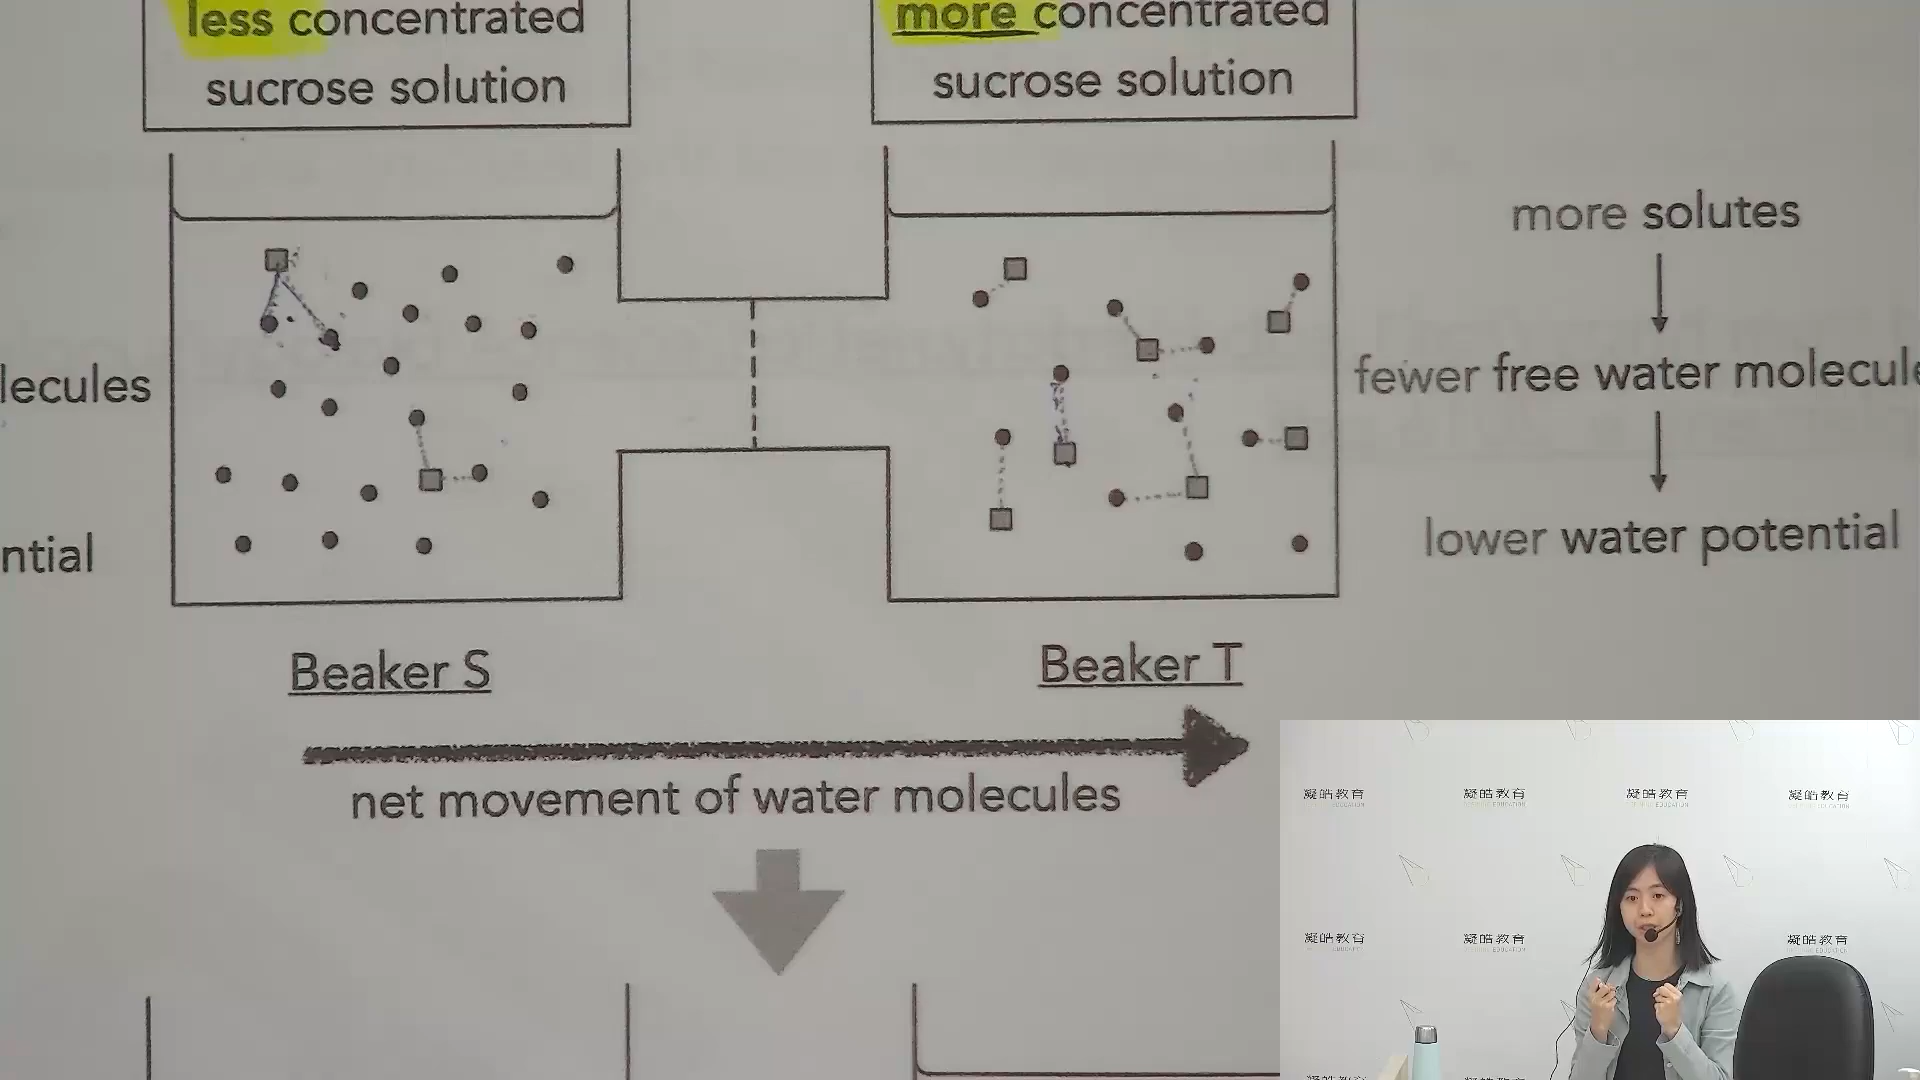 less concentrated
sucrose solution
more concentrated
sucrose solution
lecules
ntial
more solutes
fewer free water molecule
lower water potential
Beaker S
Beaker T
net movement of water molecules
凝皓教育 凝皓教育 凝皓教育 凝皓教育
凝皓教育 凝皓教育 凝皓教育